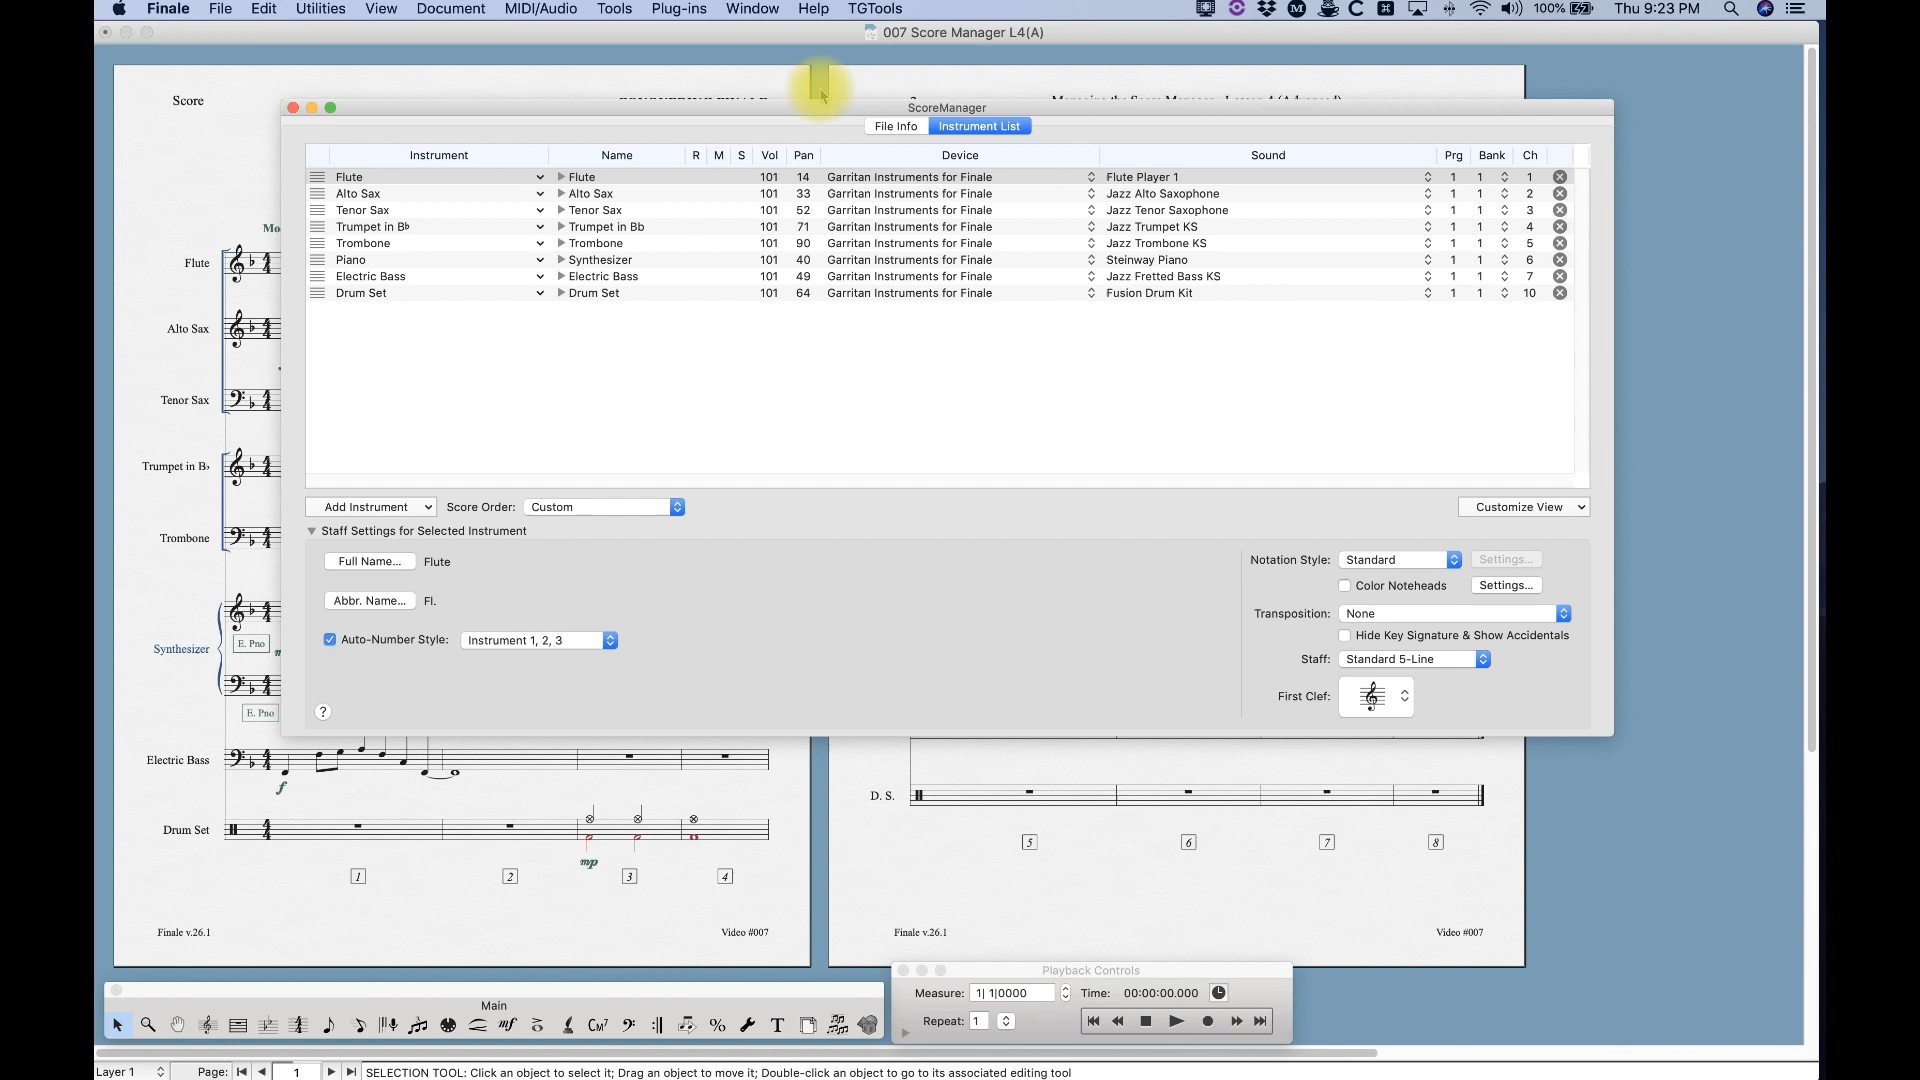 Finale File Edit Utilities View Document MIDI/Audio Tools Plug-ins Window Help TGTools 100% Thu 9:23 PM
007 Score Manager L4(A)
Score
ScoreManager
File Info Instrument List
Instrument Name R M S Vol Pan Device Sound Prg Bank Ch
Flute Flute 101 14 Garritan Instruments for Finale Flute Player 1 1 1 1
Alto Sax Alto Sax 101 33 Garritan Instruments for Finale Jazz Alto Saxophone 1 1 2
Tenor Sax Tenor Sax 101 52 Garritan Instruments for Finale Jazz Tenor Saxophone 1 1 3
Trumpet in B♭ Trumpet in Bb 101 71 Garritan Instruments for Finale Jazz Trumpet KS 1 1 4
Trombone Trombone 101 90 Garritan Instruments for Finale Jazz Trombone KS 1 1 5
Piano Synthesizer 101 40 Garritan Instruments for Finale Steinway Piano 1 1 6
Electric Bass Electric Bass 101 49 Garritan Instruments for Finale Jazz Fretted Bass KS 1 1 7
Drum Set Drum Set 101 64 Garritan Instruments for Finale Fusion Drum Kit 1 1 10
Add Instrument Score Order: Custom Customize View
Staff Settings for Selected Instrument
Full Name... Flute
Abbr. Name... Fl.
Auto-Number Style: Instrument 1, 2, 3
Notation Style: Standard Settings...
Color Noteheads Settings...
Transposition: None
Hide Key Signature & Show Accidentals
Staff: Standard 5-Line
First Clef:
?
Mo
Flute
Alto Sax
Tenor Sax
Trumpet in B♭
Trombone
Synthesizer
E. Pno
E. Pno
Electric Bass
f
Drum Set
mp
1 2 3 4
Finale v.26.1 Video #007
D. S.
5 6 7 8
Finale v.26.1 Video #007
Main
Playback Controls
Measure: 1| 1|0000 Time: 00:00:00.000
Repeat: 1
Layer 1 Page: 1 SELECTION TOOL: Click an object to select it; Drag an object to move it; Double-click an object to go to its associated editing tool